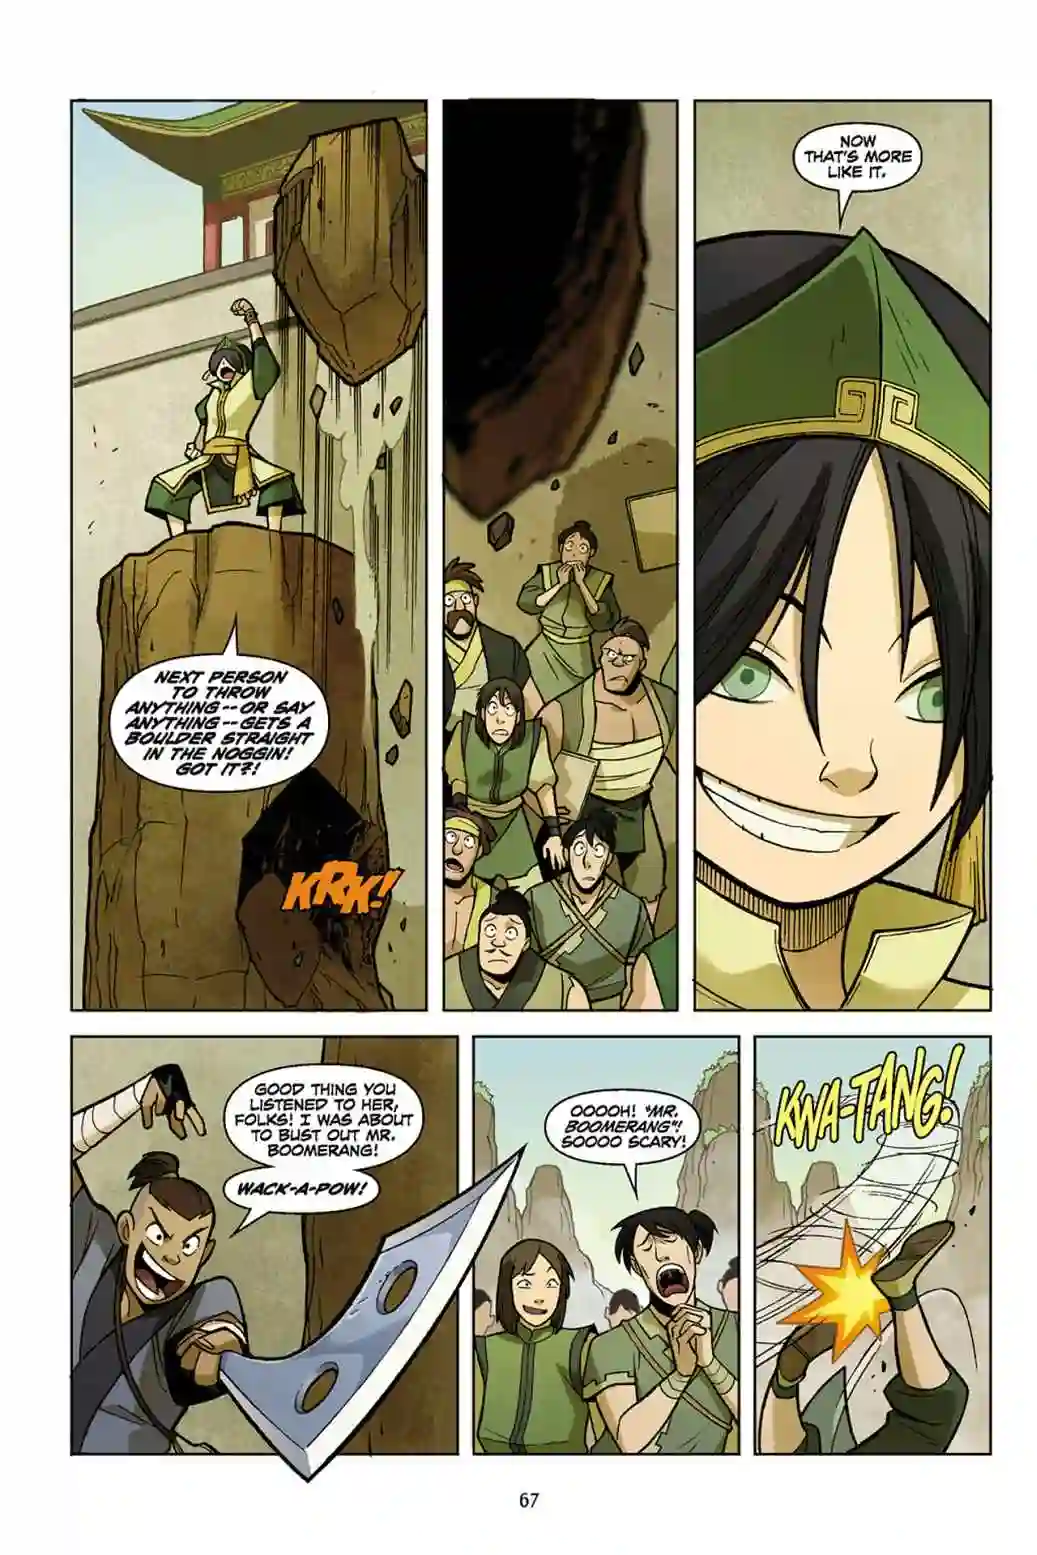 NEXT PERSON
TO THROW
ANYTHING--OR SAY
ANYTHING--GETS A
BOULDER STRAIGHT
IN THE NOGGIN!
GOT IT?!
KRK!
NOW
THAT'S MORE
LIKE IT.
GOOD THING YOU
LISTENED TO HER,
FOLKS! I WAS ABOUT
TO BUST OUT MR.
BOOMERANG!
WACK-A-POW!
OOOOH! "MR.
BOOMERANG"!
SOOOO SCARY!
KWA-TANG!
67